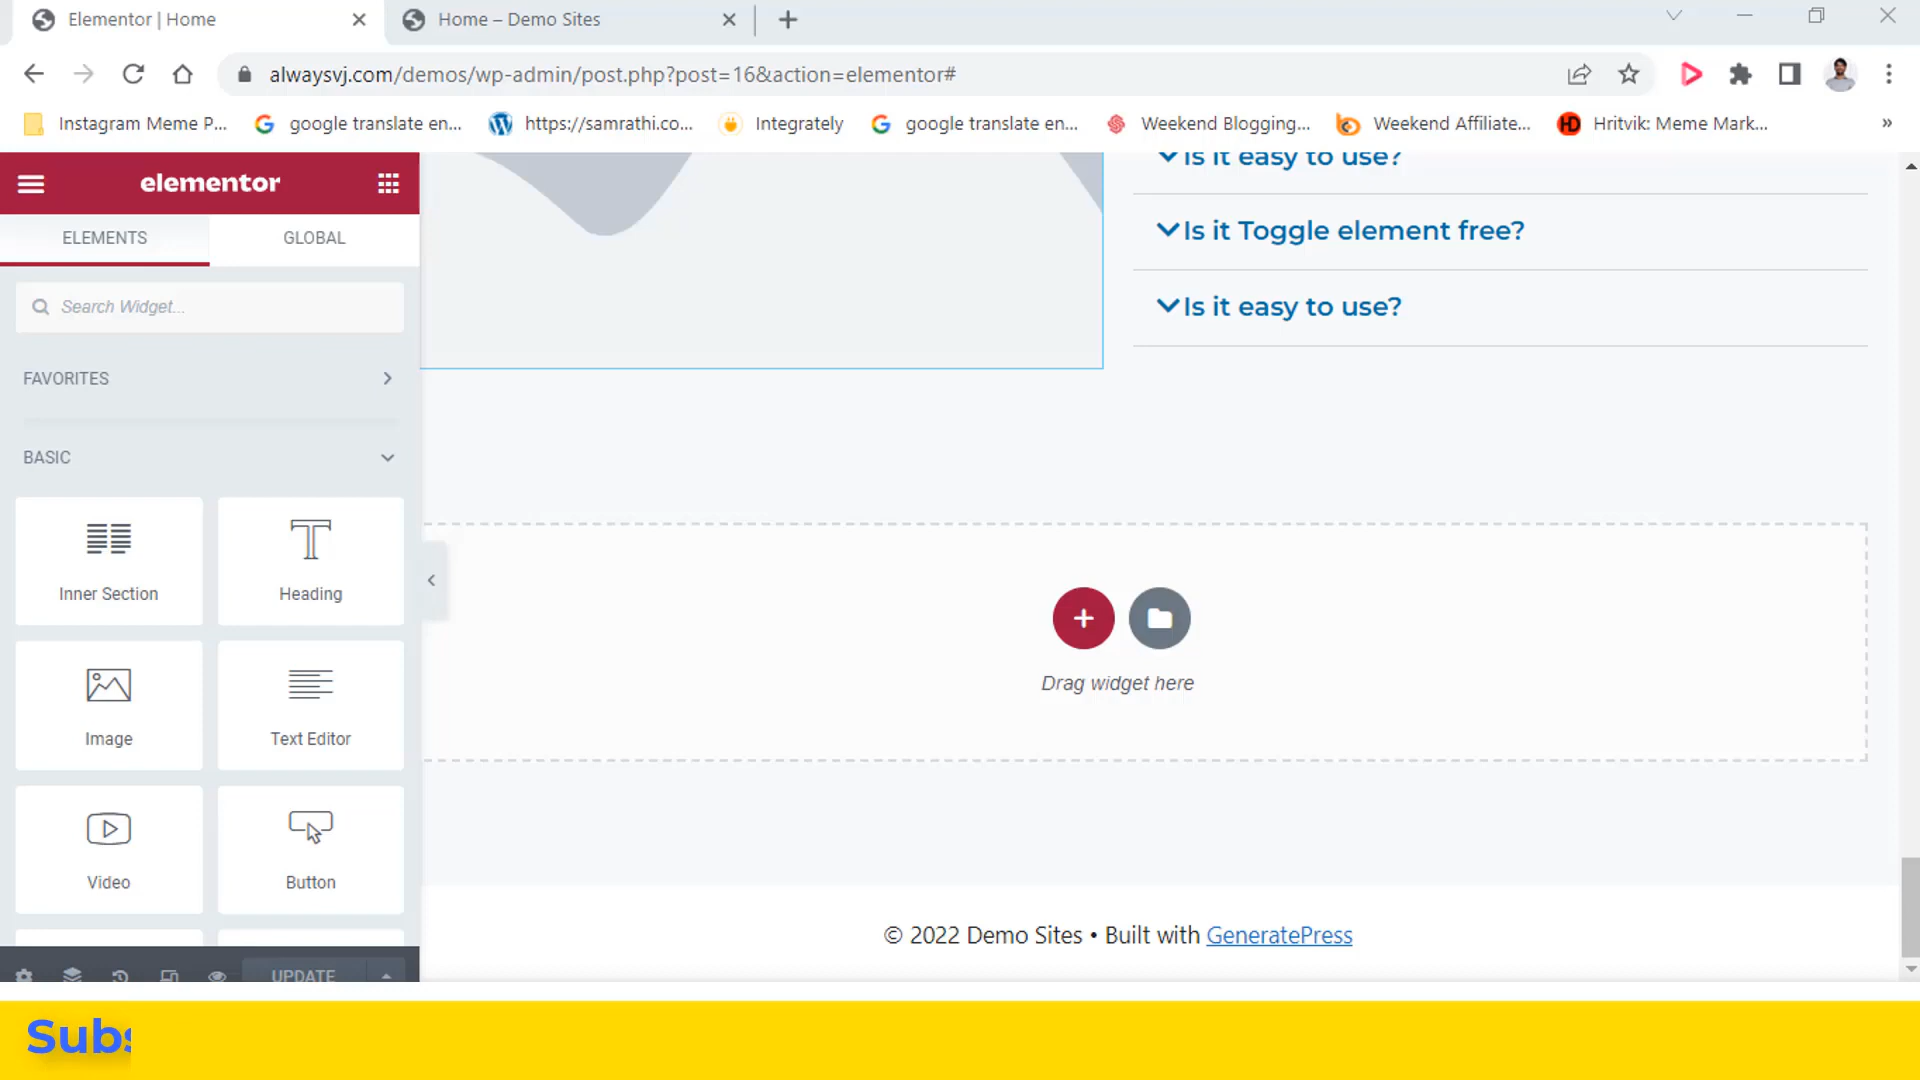 Elementor | Home
Home – Demo Sites
alwaysvj.com/demos/wp-admin/post.php?post=16&action=elementor#
Instagram Meme P...
google translate en...
https://samrathi.co...
Integrately
google translate en...
Weekend Blogging...
Weekend Affiliate...
HD
Hritvik: Meme Mark...
»
elementor
ELEMENTS
GLOBAL
Search Widget...
FAVORITES
BASIC
Inner Section
Heading
Image
Text Editor
Video
Button
UPDATE
Is it easy to use?
Is it Toggle element free?
Is it easy to use?
Drag widget here
© 2022 Demo Sites • Built with GeneratePress
Subs